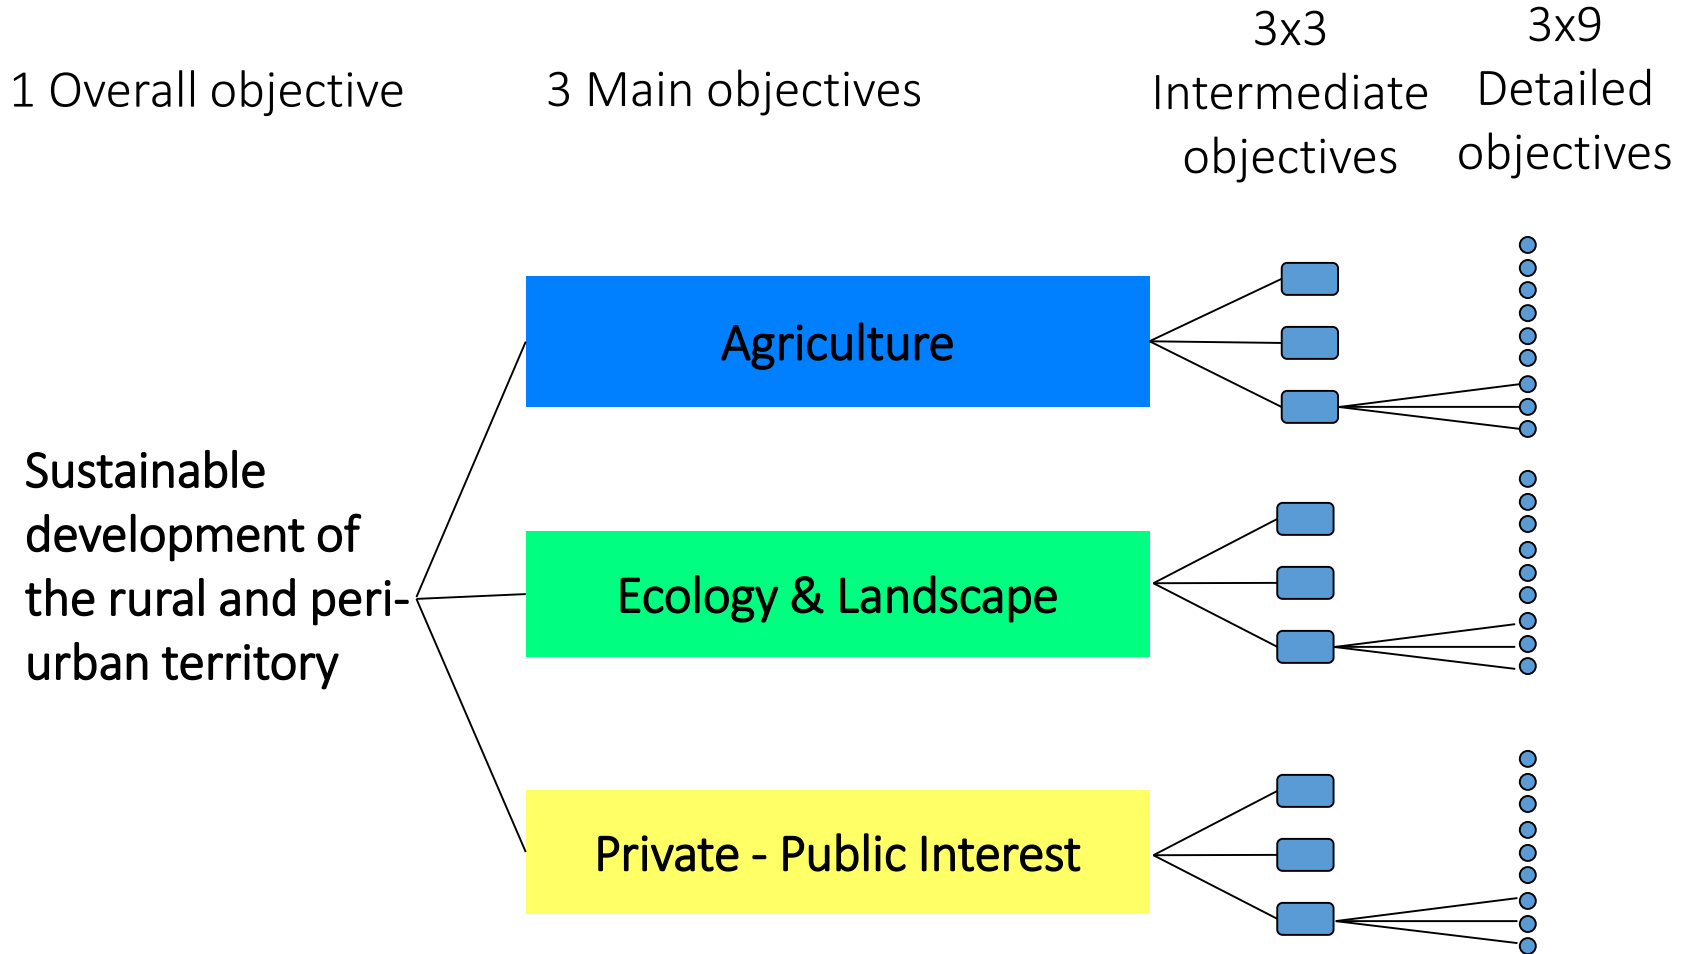 1 Overall objective
3 Main objectives
3x3
Intermediate
objectives
3x9
Detailed
objectives
Sustainable
development of
the rural and peri-
urban territory
Agriculture
Ecology & Landscape
Private - Public Interest